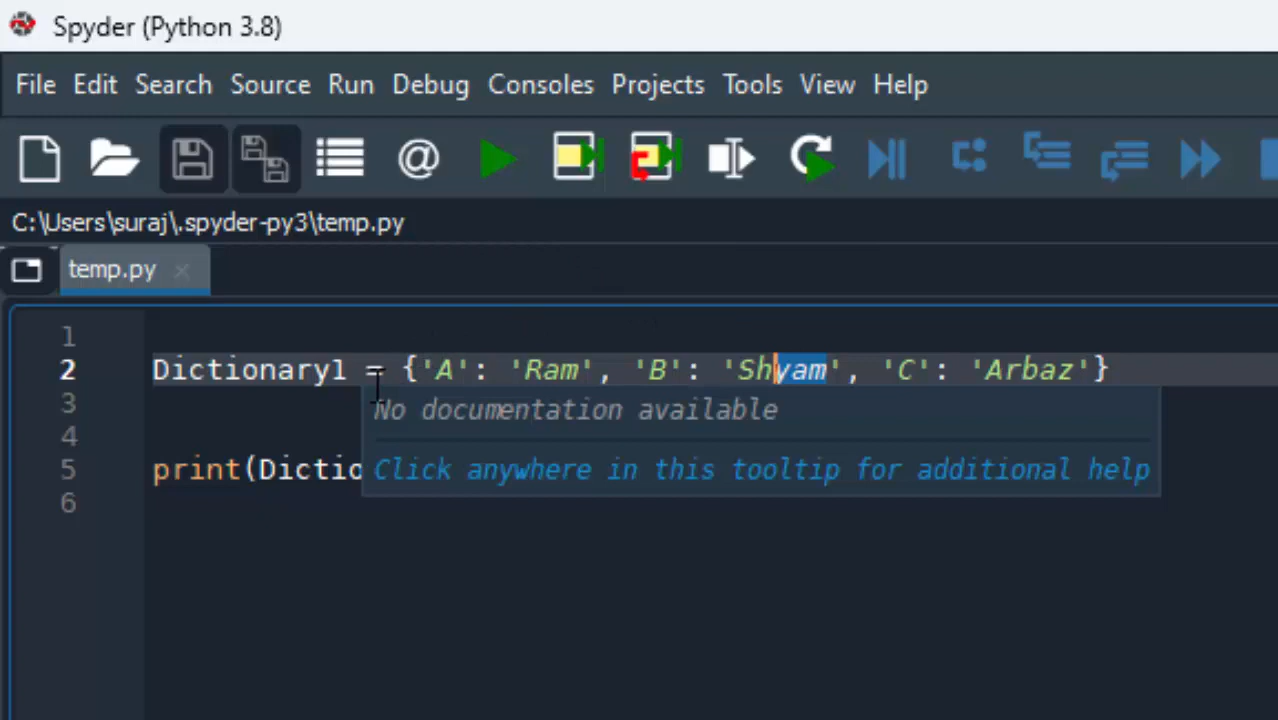 Spyder (Python 3.8)
File Edit Search Source Run Debug Consoles Projects Tools View Help
@
C:\Users\suraj\.spyder-py3\temp.py
temp.py
1
2 Dictionary1 = {'A': 'Ram', 'B': 'Shyam', 'C': 'Arbaz'}
3 No documentation available
4
5 print(Dictio Click anywhere in this tooltip for additional help
6